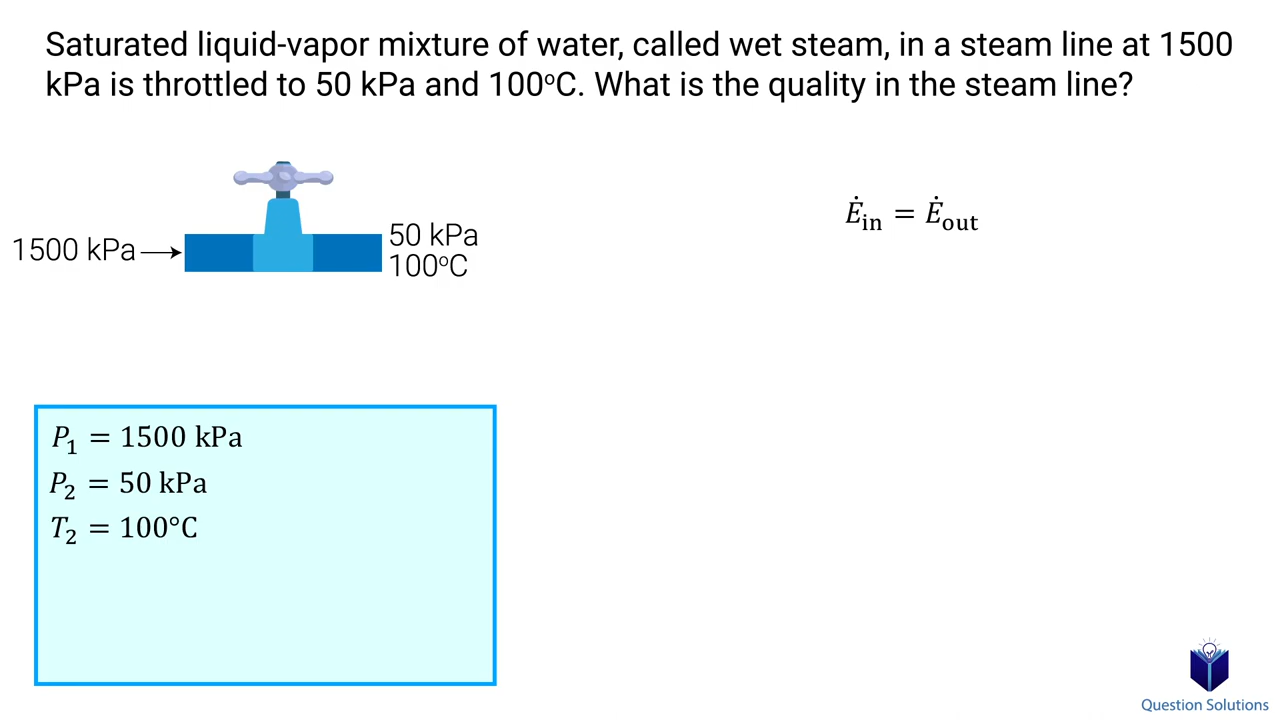 Saturated liquid-vapor mixture of water, called wet steam, in a steam line at 1500
kPa is throttled to 50 kPa and 100°C. What is the quality in the steam line?
Ė_in = Ė_out
1500 kPa
50 kPa
100°C
P₁ = 1500 kPa
P₂ = 50 kPa
T₂ = 100°C
Question Solutions